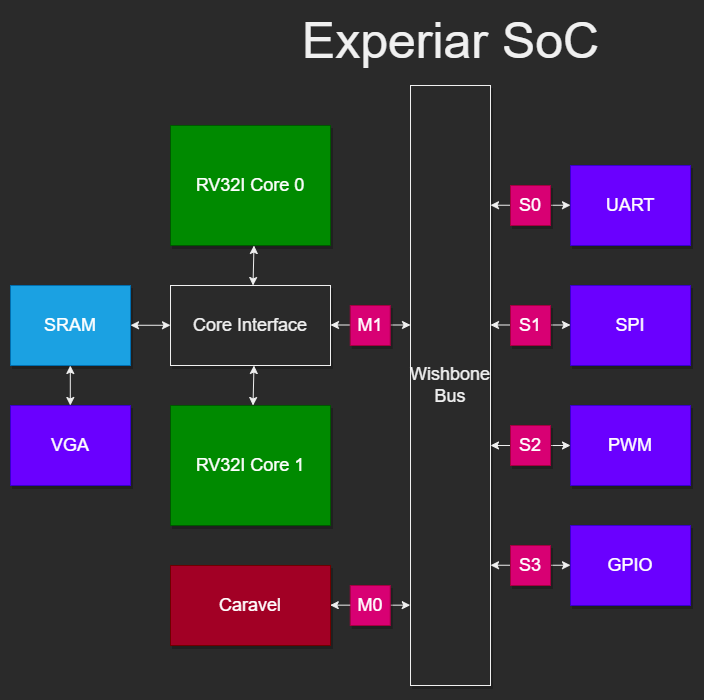 Experiar SoC
RV32I Core 0
UART
S0
SRAM
Core Interface
M1
S1
SPI
Wishbone
Bus
VGA
RV32I Core 1
S2
PWM
S3
GPIO
Caravel
M0